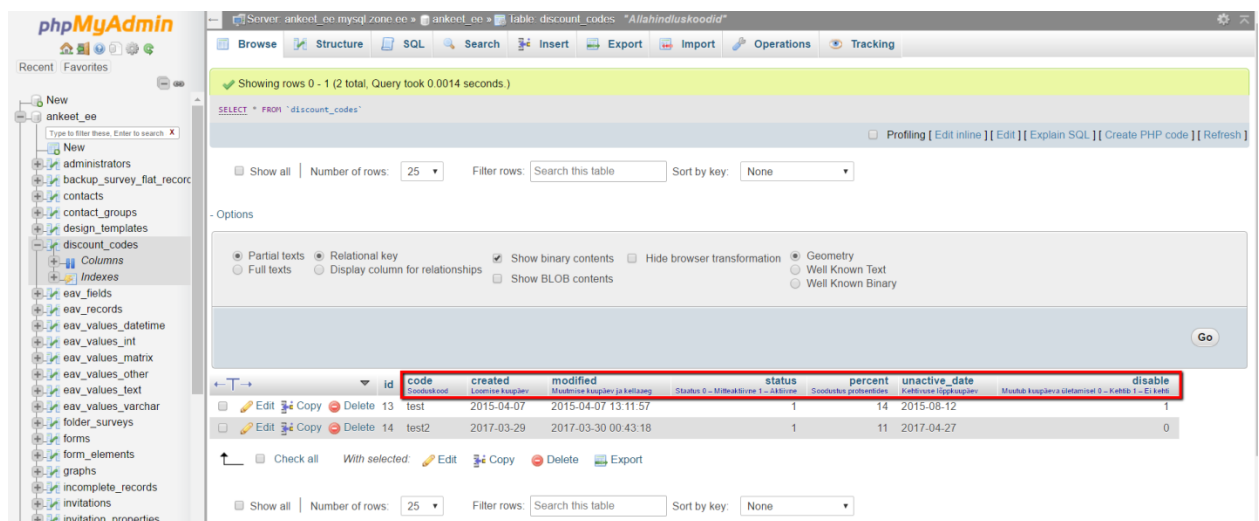 phpMyAdmin
Recent Favorites
New
ankeet_ee
Type to filter these, Enter to search X
New
administrators
backup_survey_flat_record
contacts
contact_groups
design_templates
discount_codes
Columns
Indexes
eav_fields
eav_records
eav_values_datetime
eav_values_int
eav_values_matrix
eav_values_other
eav_values_text
eav_values_varchar
folder_surveys
forms
form_elements
graphs
incomplete_records
invitations
invitation_properties
Server: ankeet_ee.mysql.zone.ee » ankeet_ee » Table: discount_codes "Allahindluskoodid"
Browse Structure SQL Search Insert Export Import Operations Tracking
Showing rows 0 - 1 (2 total, Query took 0.0014 seconds.)
SELECT * FROM `discount_codes`
Profiling [ Edit inline ] [ Edit ] [ Explain SQL ] [ Create PHP code ] [ Refresh ]
Show all | Number of rows: 25 Filter rows: Search this table Sort by key: None
- Options
Partial texts Relational key Show binary contents Hide browser transformation Geometry
Full texts Display column for relationships Show BLOB contents Well Known Text
Well Known Binary
Go
←T→ id code created modified status percent unactive_date disable
Sooduskood Loomise kuupäev Muutmise kuupäev ja kellaaeg Staatus 0 – Mitteaktiivne 1 – Aktiivne Soodustus protsentides Kehtivuse lõppkuupäev Muutub kuupäeva ületamisel 0 – Kehtib 1 – Ei kehti
Edit Copy Delete 13 test 2015-04-07 2015-04-07 13:11:57 1 14 2015-08-12 1
Edit Copy Delete 14 test2 2017-03-29 2017-03-30 00:43:18 1 11 2017-04-27 0
Check all With selected: Edit Copy Delete Export
Show all | Number of rows: 25 Filter rows: Search this table Sort by key: None